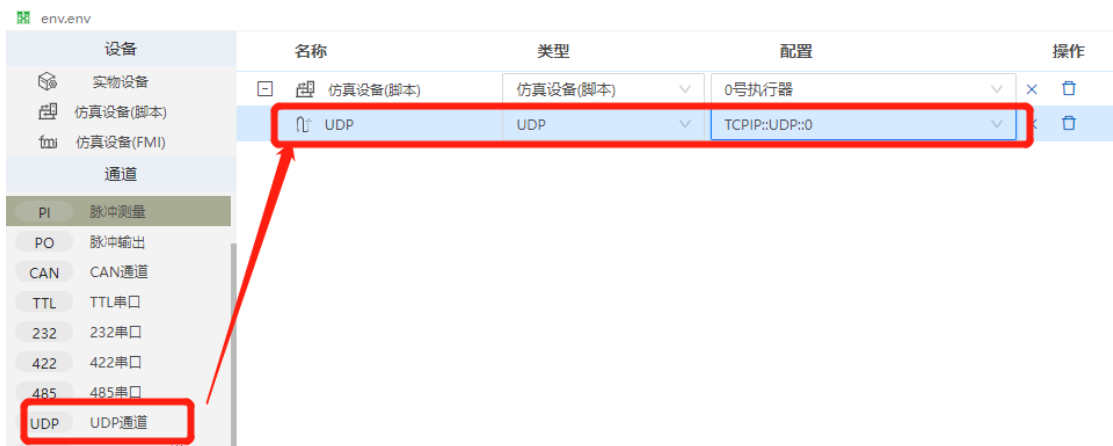 env.env
设备
实物设备
仿真设备(脚本)
fmi 仿真设备(FMI)
通道
PI 脉冲测量
PO 脉冲输出
CAN CAN通道
TTL TTL串口
232 232串口
422 422串口
485 485串口
UDP UDP通道
名称 类型 配置 操作
仿真设备(脚本) 仿真设备(脚本) 0号执行器
UDP UDP TCPIP::UDP::0